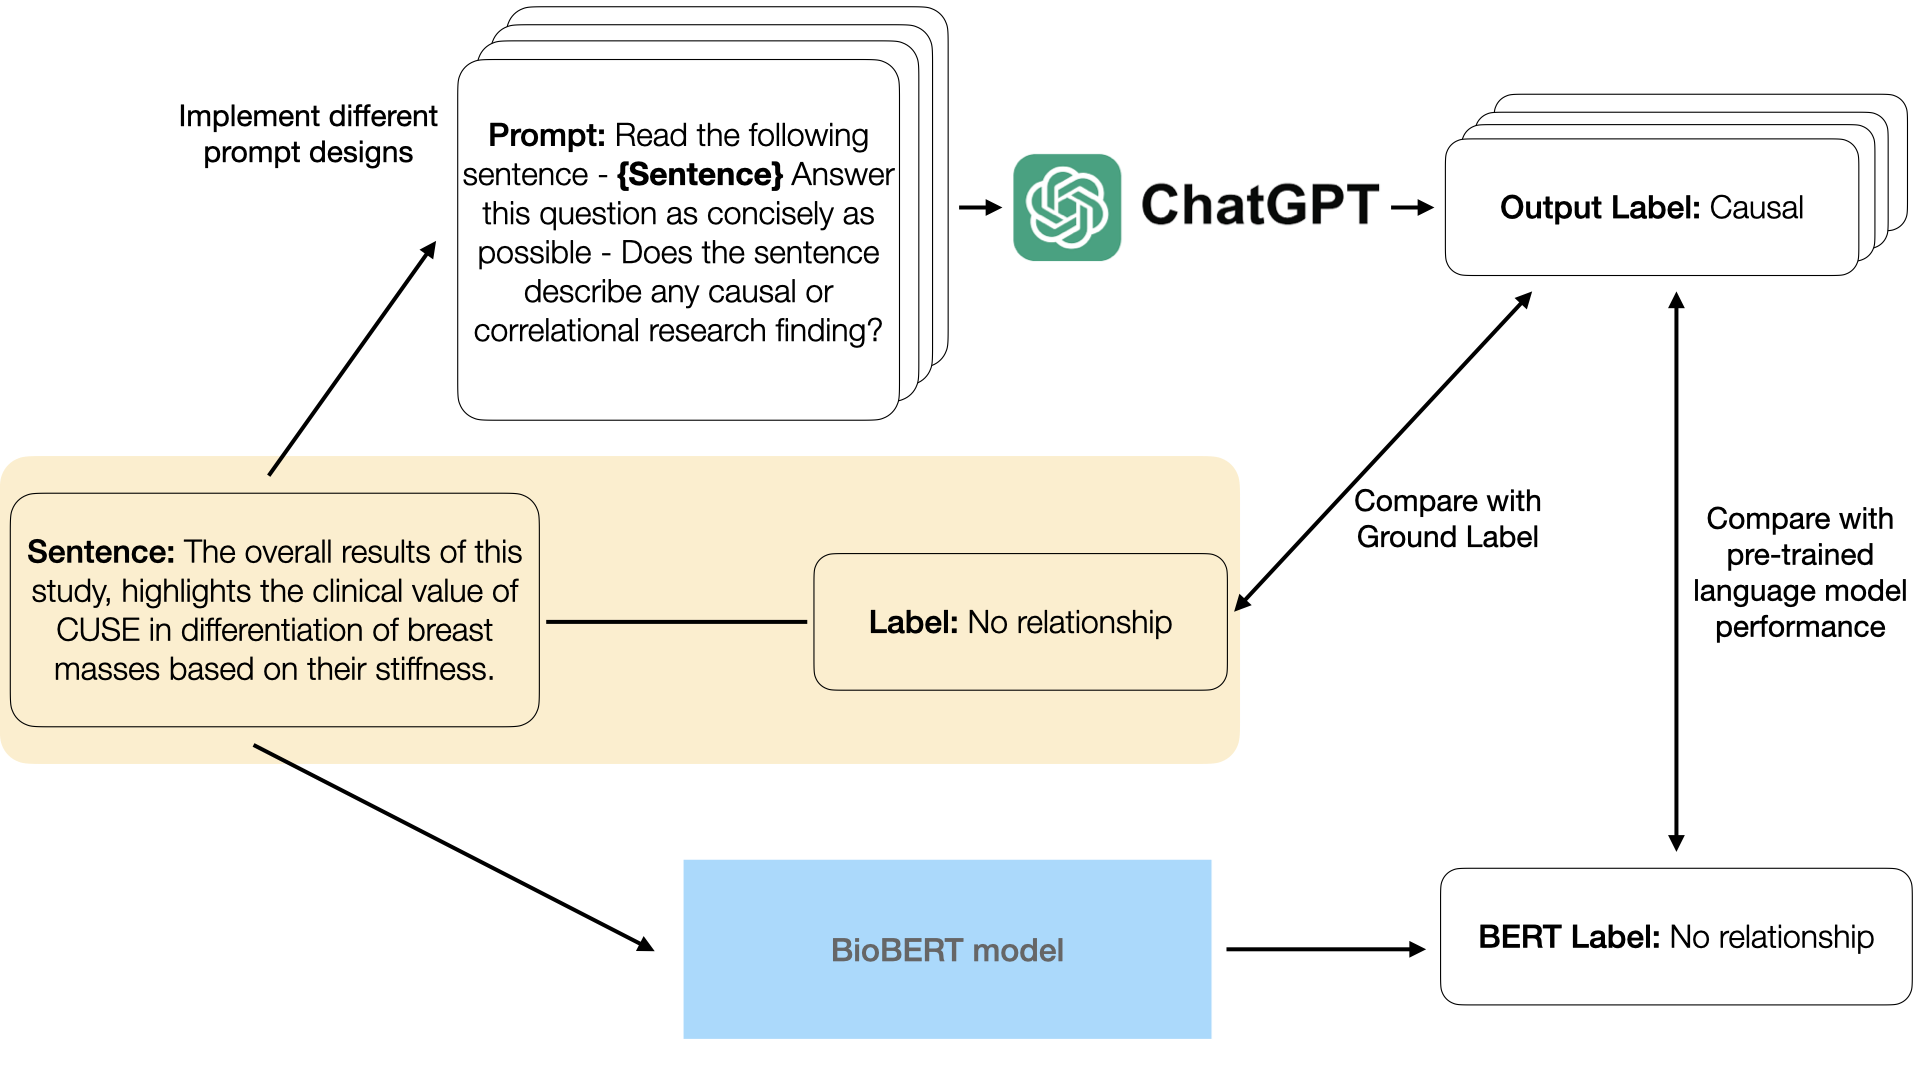 Implement different
prompt designs
Prompt: Read the following
sentence - {Sentence} Answer
this question as concisely as
possible - Does the sentence
describe any causal or
correlational research finding?
ChatGPT
Output Label: Causal
Sentence: The overall results of this
study, highlights the clinical value of
CUSE in differentiation of breast
masses based on their stiffness.
Label: No relationship
Compare with
Ground Label
Compare with
pre-trained
language model
performance
BioBERT model
BERT Label: No relationship